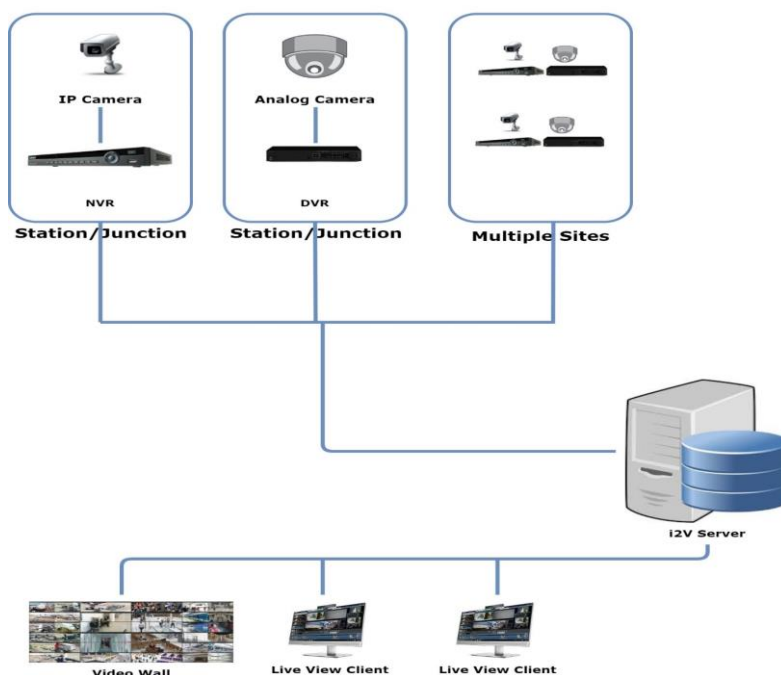 IP Camera
Analog Camera
NVR
DVR
Station/Junction
Station/Junction
Multiple Sites
i2V Server
Video Wall
Live View Client
Live View Client